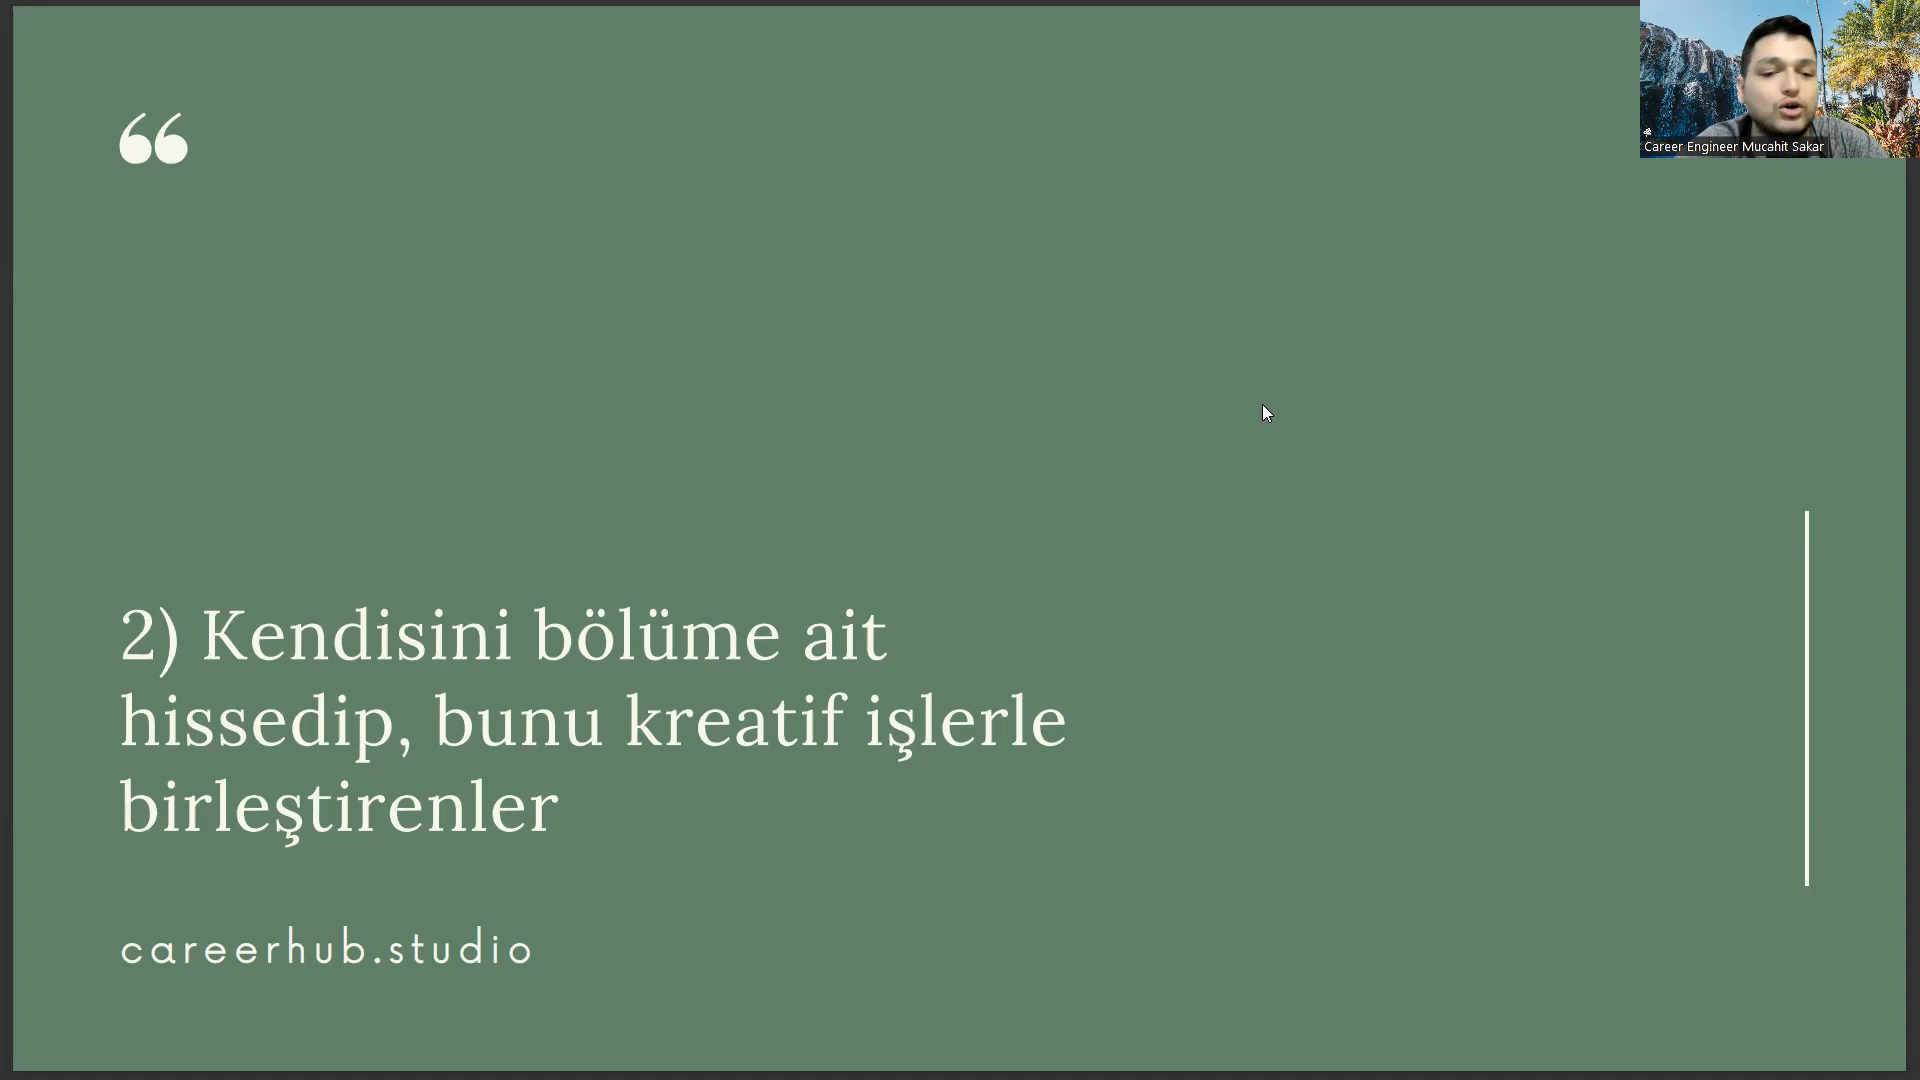 Career Engineer Mucahit Sakar
2) Kendisini bölüme ait
hissedip, bunu kreatif işlerle
birleştirenler
careerhub.studio